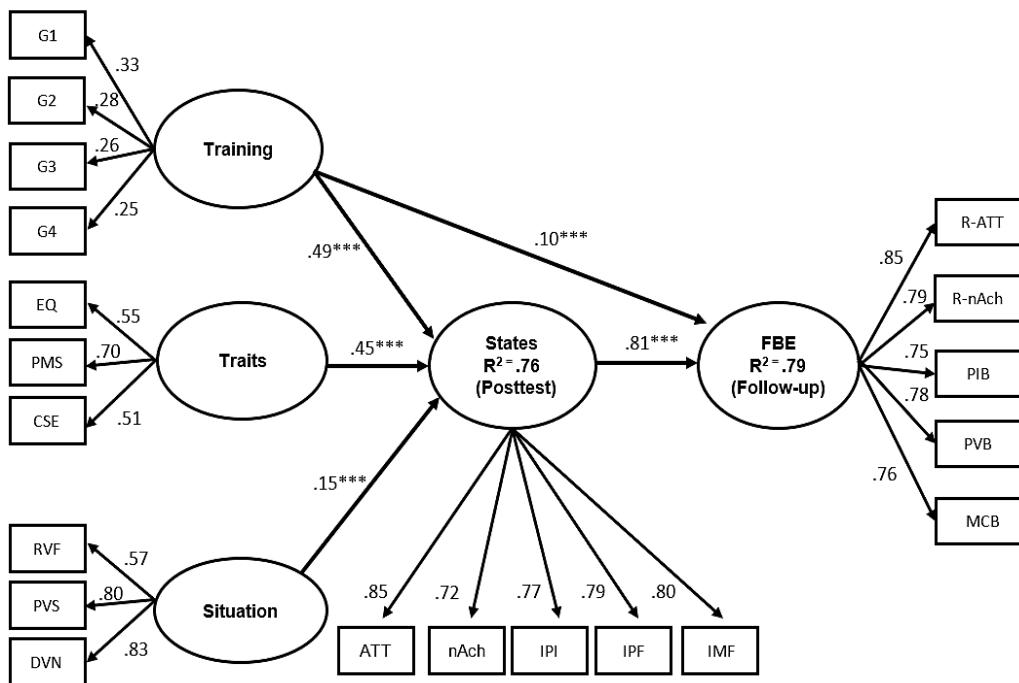 G1
.33
G2
.28
G3
.26
G4
.25
Training
.49***
.10***
EQ
.55
PMS
.70
CSE
.51
Traits
.45***
States
R² = .76
(Posttest)
.81***
FBE
R² = .79
(Follow-up)
R-ATT
.85
R-nAch
.79
PIB
.75
PVB
.78
MCB
.76
.15***
RVF
.57
PVS
.80
DVN
.83
Situation
.85
.72
.77
.79
.80
ATT
nAch
IPI
IPF
IMF